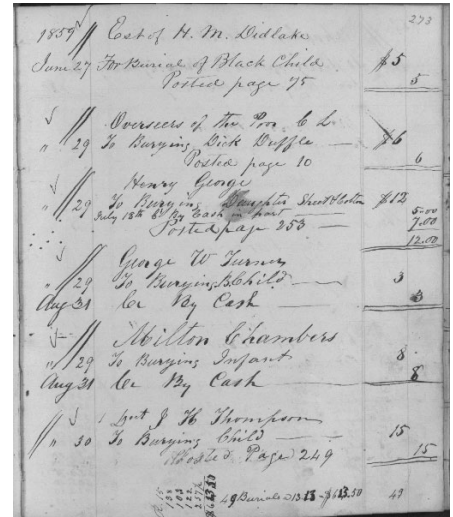 273
1859 Est of H. M. Didlake
June 27 For Burial of Black Child $5
Posted page 75 5
Overseers of the Poor C
" 29 To Burying Dick Duffle — $6
Posted page 10 6
Henry George
" 29 To Burying Daughter Street & Cotton $12
July 18th By Cash in part — 5.00
Posted page 253 — 7.00
12.00
George W Turner
" 29 To Burying B. Child — 3
Aug 31 Cr By Cash — 3
Milton Chambers
" 29 To Burying Infant 8
Aug 31 Cr By Cash — 8
J H Thompson
" 30 To Burying Child — 15
Posted Page 249 15
49 Burials 49